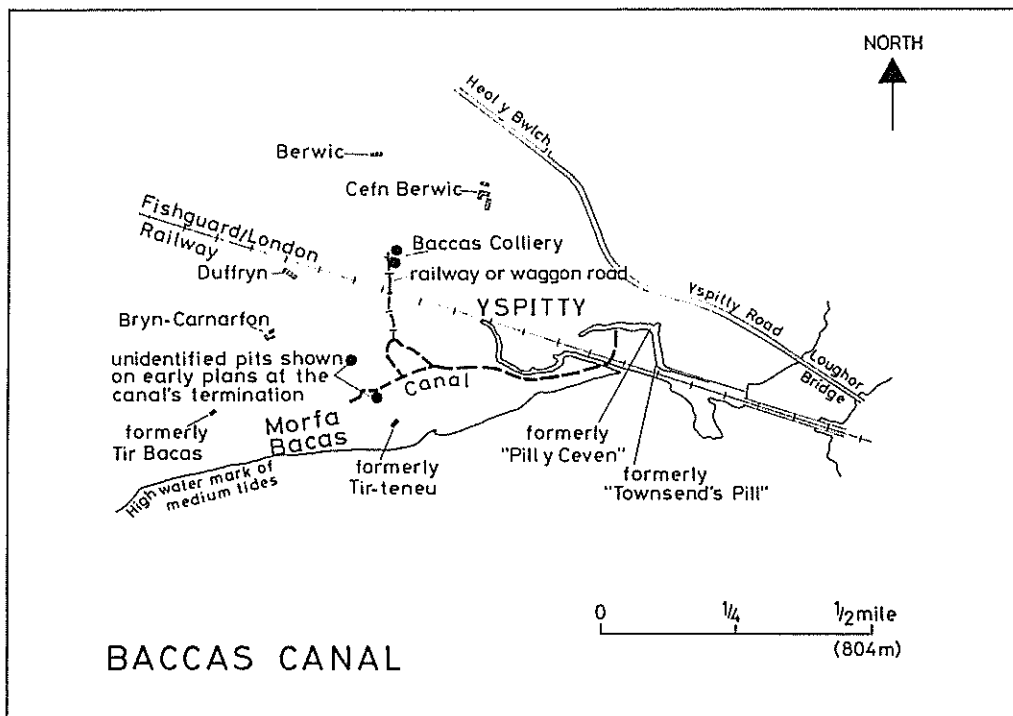 NORTH
Heol y Bwlch
Berwic
Cefn Berwic
Fishguard/London
Railway
Baccas Colliery
Duffryn
railway or waggon road
YSPITTY
Yspitty Road
Bryn-Carnarfon
Loughor
Bridge
unidentified pits shown
on early plans at the
canal's termination
Canal
formerly
Tir Bacas
Morfa
Bacas
formerly
Tir-teneu
formerly
"Pill y Ceven"
formerly
"Townsend's Pill"
High water mark of
medium tides
0 1/4 1/2 mile
(804m)
BACCAS CANAL